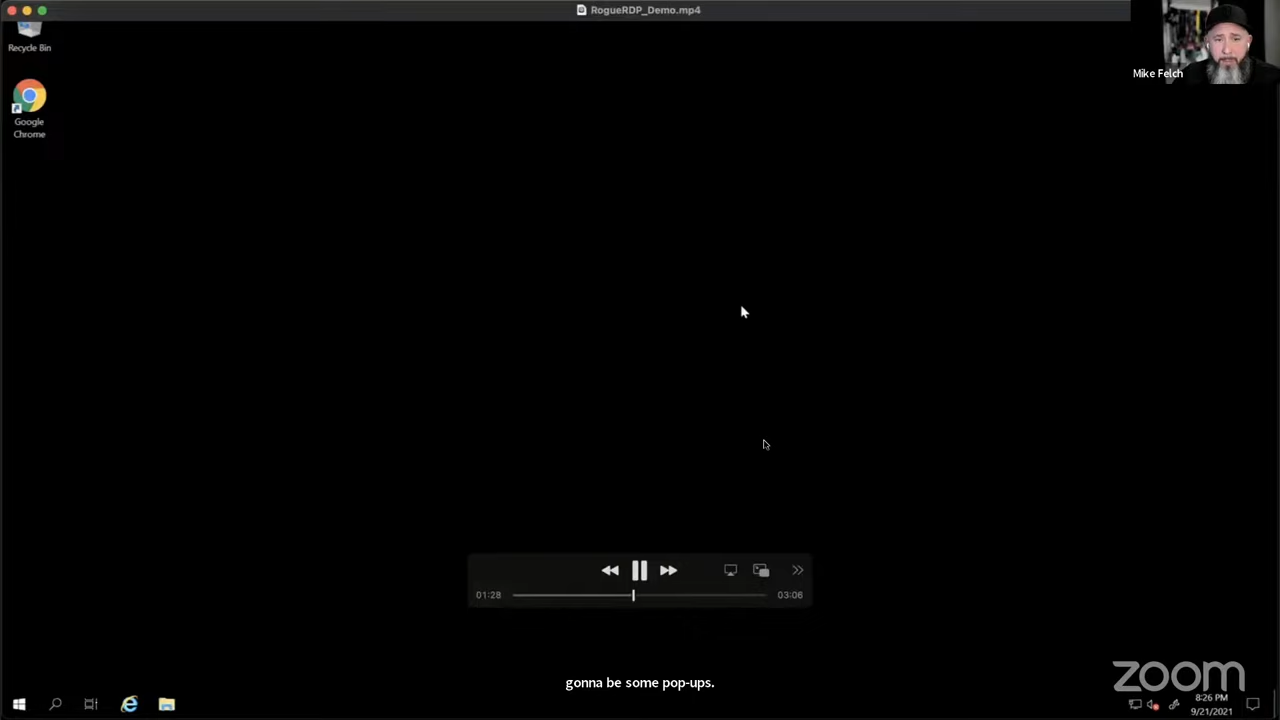 RogueRDP_Demo.mp4
Recycle Bin
Mike Felch
Google
Chrome
01:28
03:06
gonna be some pop-ups.
zoom
8:26 PM
9/21/2021